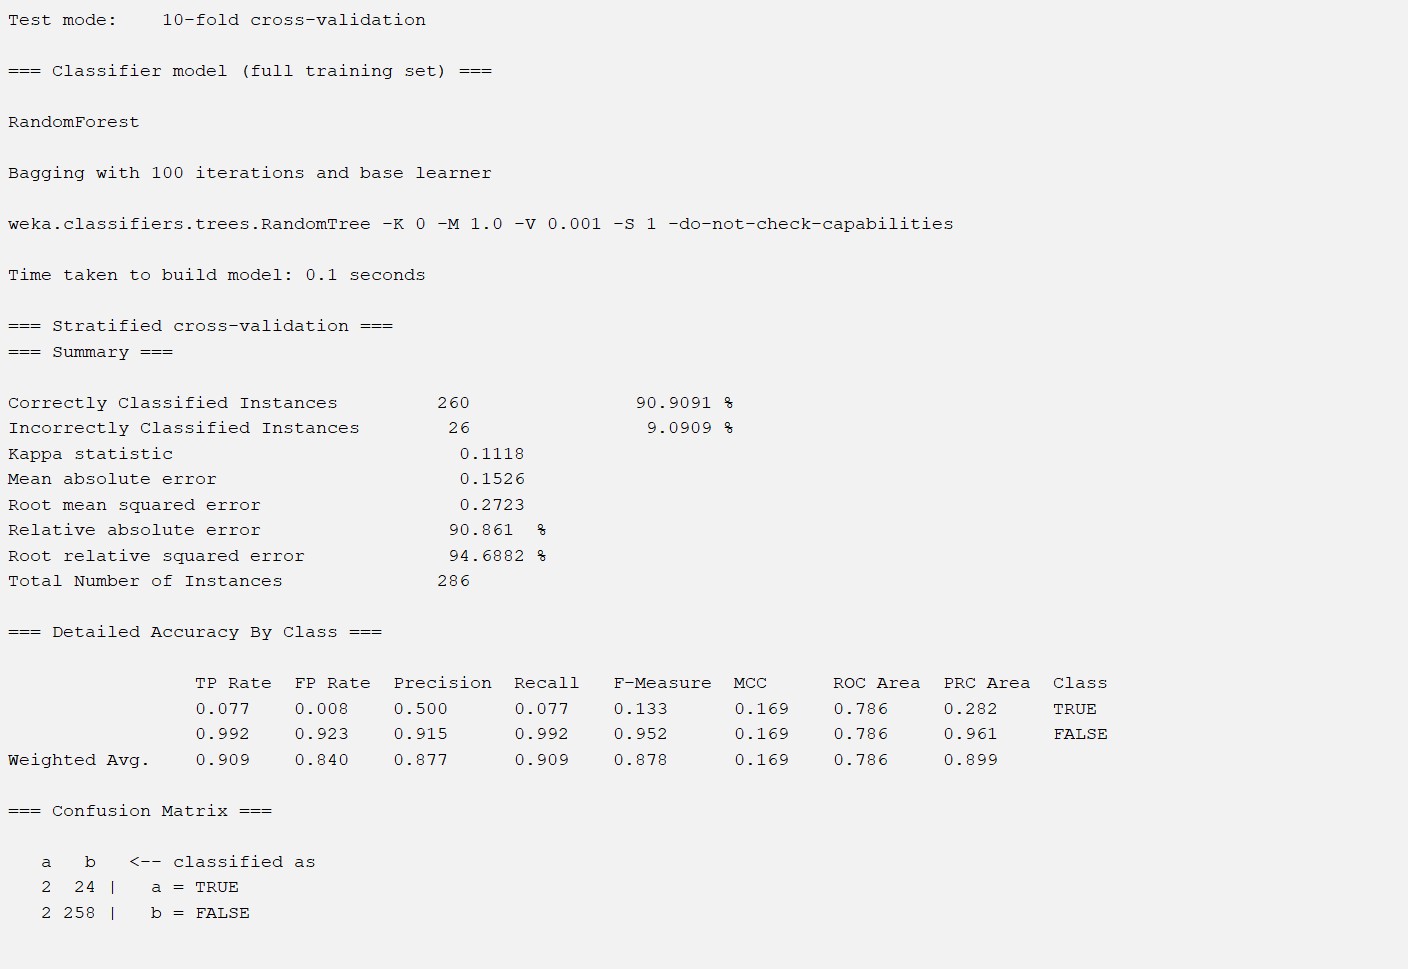 Test mode:    10-fold cross-validation
=== Classifier model (full training set) ===
RandomForest
Bagging with 100 iterations and base learner
weka.classifiers.trees.RandomTree -K 0 -M 1.0 -V 0.001 -S 1 -do-not-check-capabilities
Time taken to build model: 0.1 seconds
=== Stratified cross-validation ===
=== Summary ===
Correctly Classified Instances         260               90.9091 %
Incorrectly Classified Instances        26                9.0909 %
Kappa statistic                          0.1118
Mean absolute error                      0.1526
Root mean squared error                  0.2723
Relative absolute error                 90.861  %
Root relative squared error             94.6882 %
Total Number of Instances              286
=== Detailed Accuracy By Class ===
                 TP Rate  FP Rate  Precision  Recall   F-Measure  MCC      ROC Area  PRC Area  Class
                 0.077    0.008    0.500      0.077    0.133      0.169    0.786     0.282     TRUE
                 0.992    0.923    0.915      0.992    0.952      0.169    0.786     0.961     FALSE
Weighted Avg.    0.909    0.840    0.877      0.909    0.878      0.169    0.786     0.899
=== Confusion Matrix ===
   a   b   <-- classified as
   2  24 |   a = TRUE
   2 258 |   b = FALSE